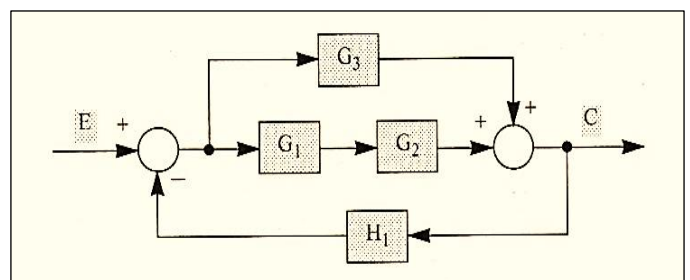 G₃
E + + + C
G₁ G₂
−
H₁